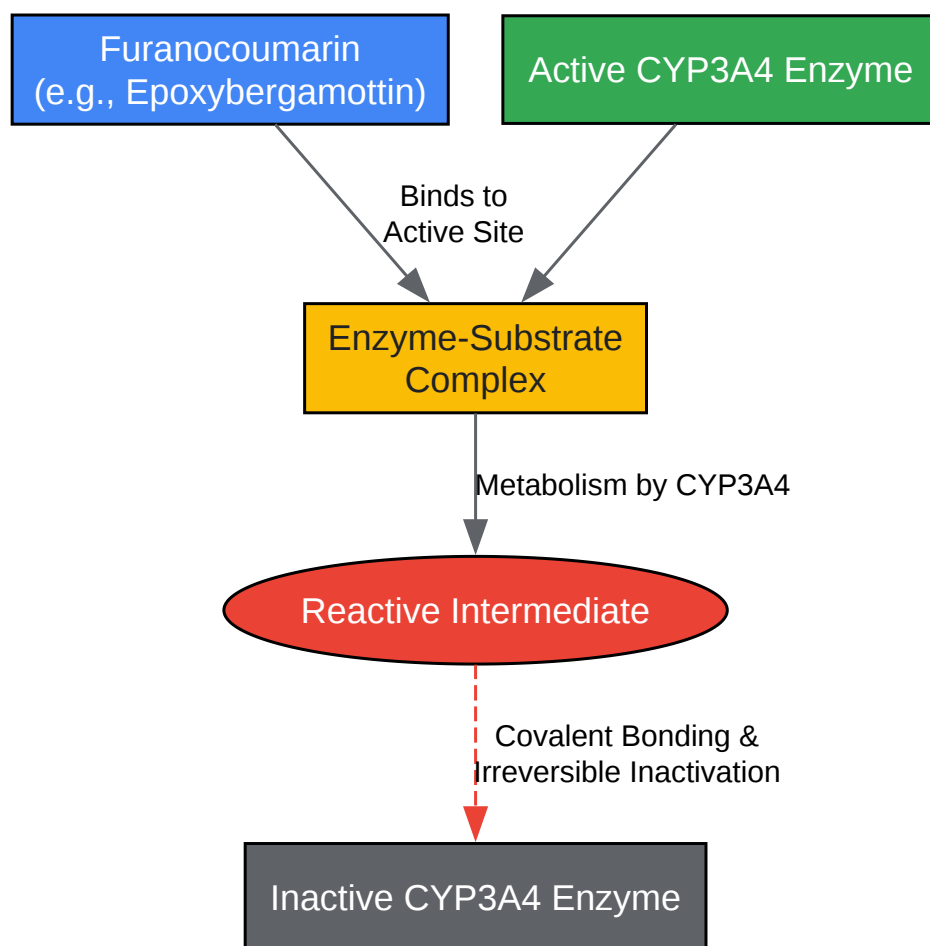 Furanocoumarin
(e.g., Epoxybergamottin)
Active CYP3A4 Enzyme
Binds to
Active Site
Enzyme-Substrate
Complex
Metabolism by CYP3A4
Reactive Intermediate
Covalent Bonding &
Irreversible Inactivation
Inactive CYP3A4 Enzyme